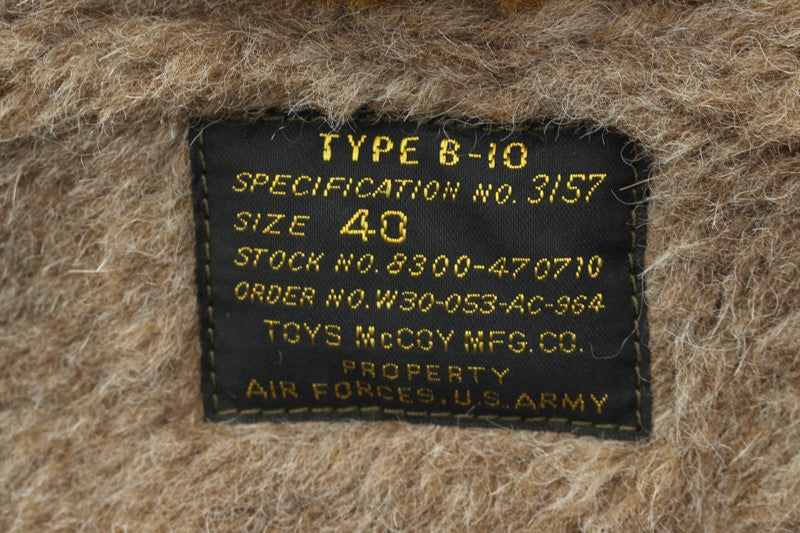 TYPE B-10
SPECIFICATION NO. 3157
SIZE 40
STOCK NO. 8300-470710
ORDER NO. W30-053-AC-964
TOYS McCOY MFG. CO.
PROPERTY
AIR FORCES, U.S. ARMY